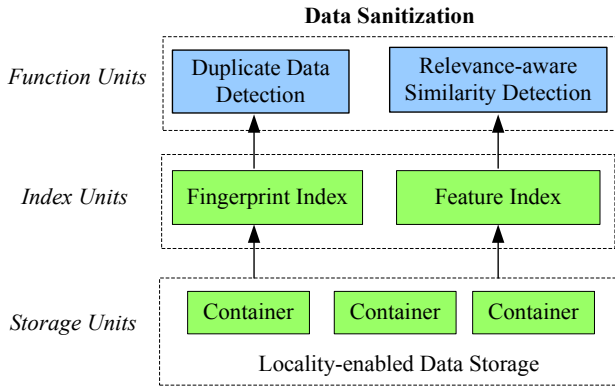 Data Sanitization
Function Units
Duplicate Data
Detection
Relevance-aware
Similarity Detection
Index Units
Fingerprint Index
Feature Index
Storage Units
Container
Container
Container
Locality-enabled Data Storage